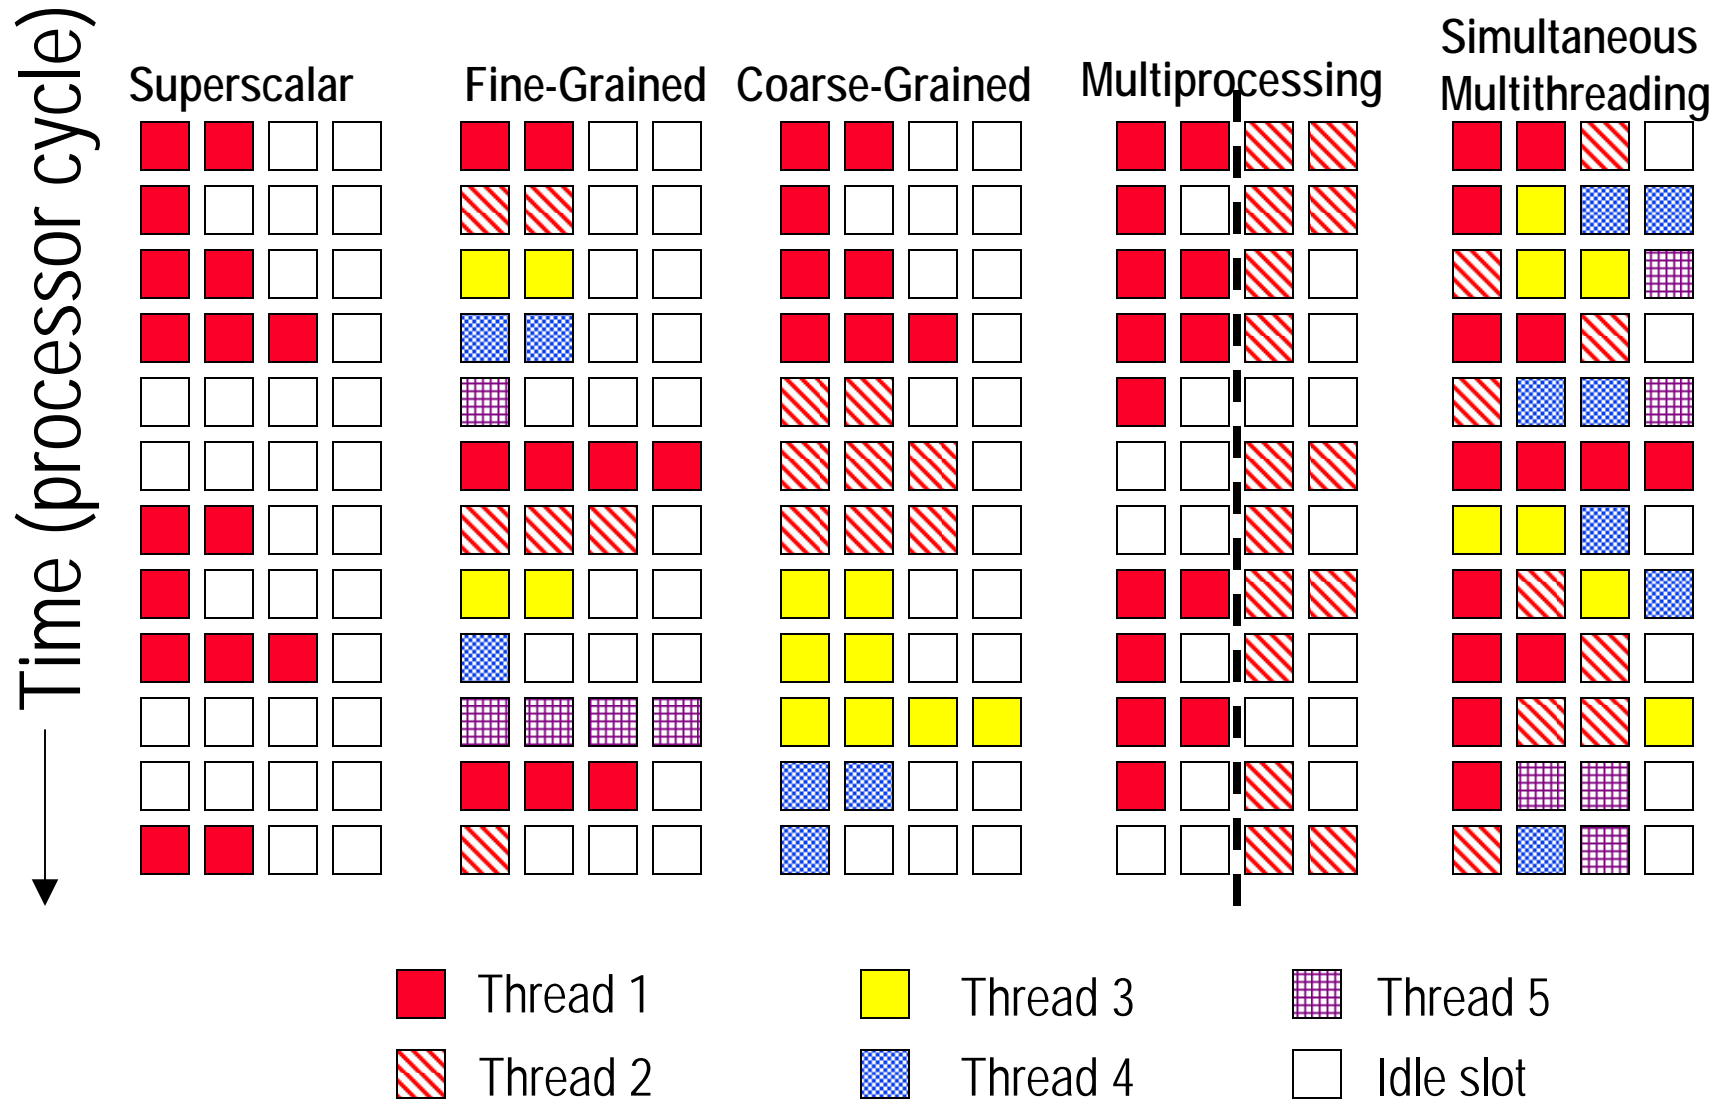 Time (processor cycle)
Superscalar
Fine-Grained
Coarse-Grained
Multiprocessing
Simultaneous
Multithreading
Thread 1
Thread 3
Thread 5
Thread 2
Thread 4
Idle slot